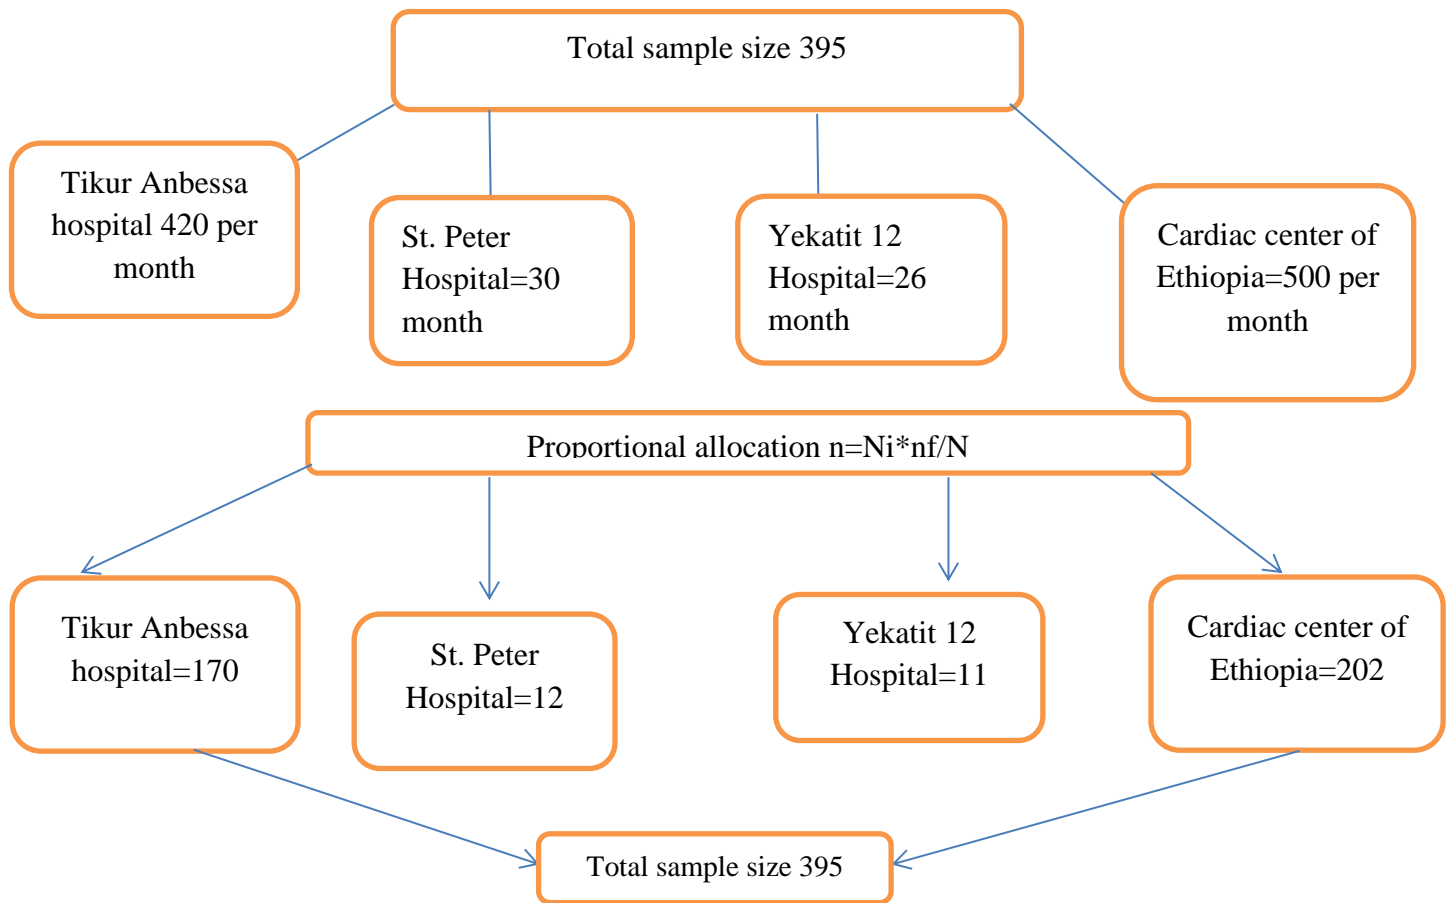 Total sample size 395
Tikur Anbessa
hospital 420 per
month
St. Peter
Hospital=30
month
Yekatit 12
Hospital=26
month
Cardiac center of
Ethiopia=500 per
month
Proportional allocation n=Ni*nf/N
Tikur Anbessa
hospital=170
St. Peter
Hospital=12
Yekatit 12
Hospital=11
Cardiac center of
Ethiopia=202
Total sample size 395